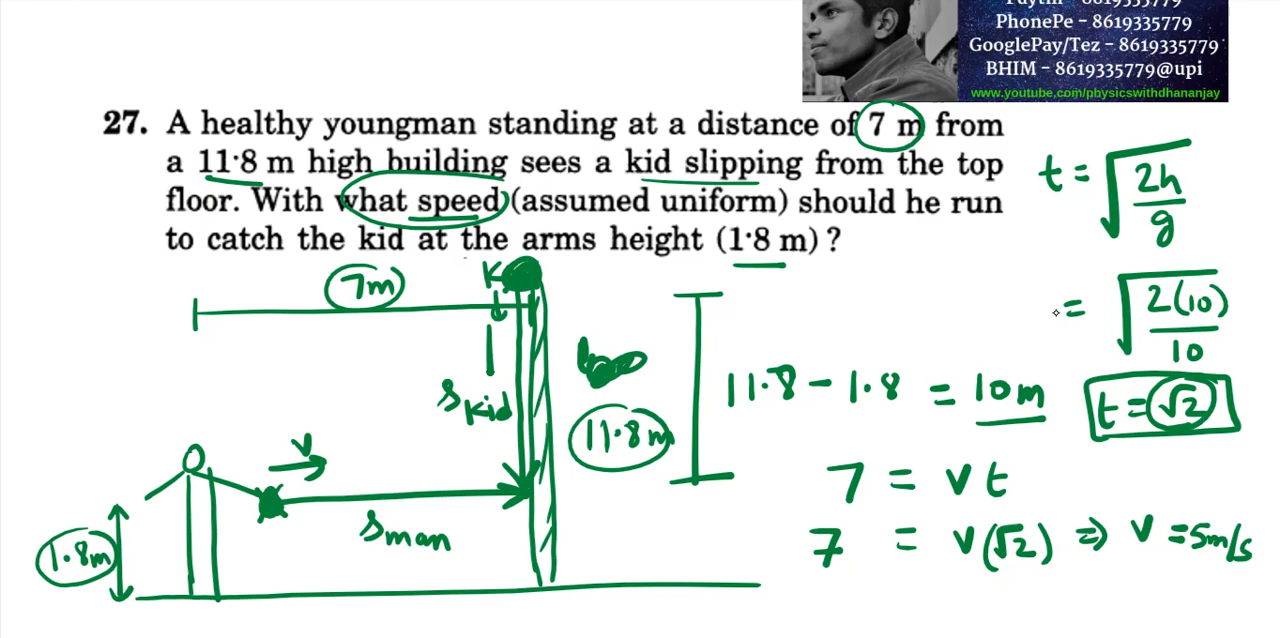 Paytm - 8619335779
PhonePe – 8619335779
GooglePay/Tez – 8619335779
BHIM – 8619335779@upi
www.youtube.com/physicswithdhananjay
27. A healthy youngman standing at a distance of 7 m from
a 11·8 m high building sees a kid slipping from the top
floor. With what speed (assumed uniform) should he run
to catch the kid at the arms height (1·8 m) ?
t = √(2h/g)
= √(2(10)/10)
t = √2
7m
K
S kid
11.8m
11.8 - 1.8 = 10m
V
S man
1.8m
7 = vt
7 = v(√2) ⇒ v = 5m/s